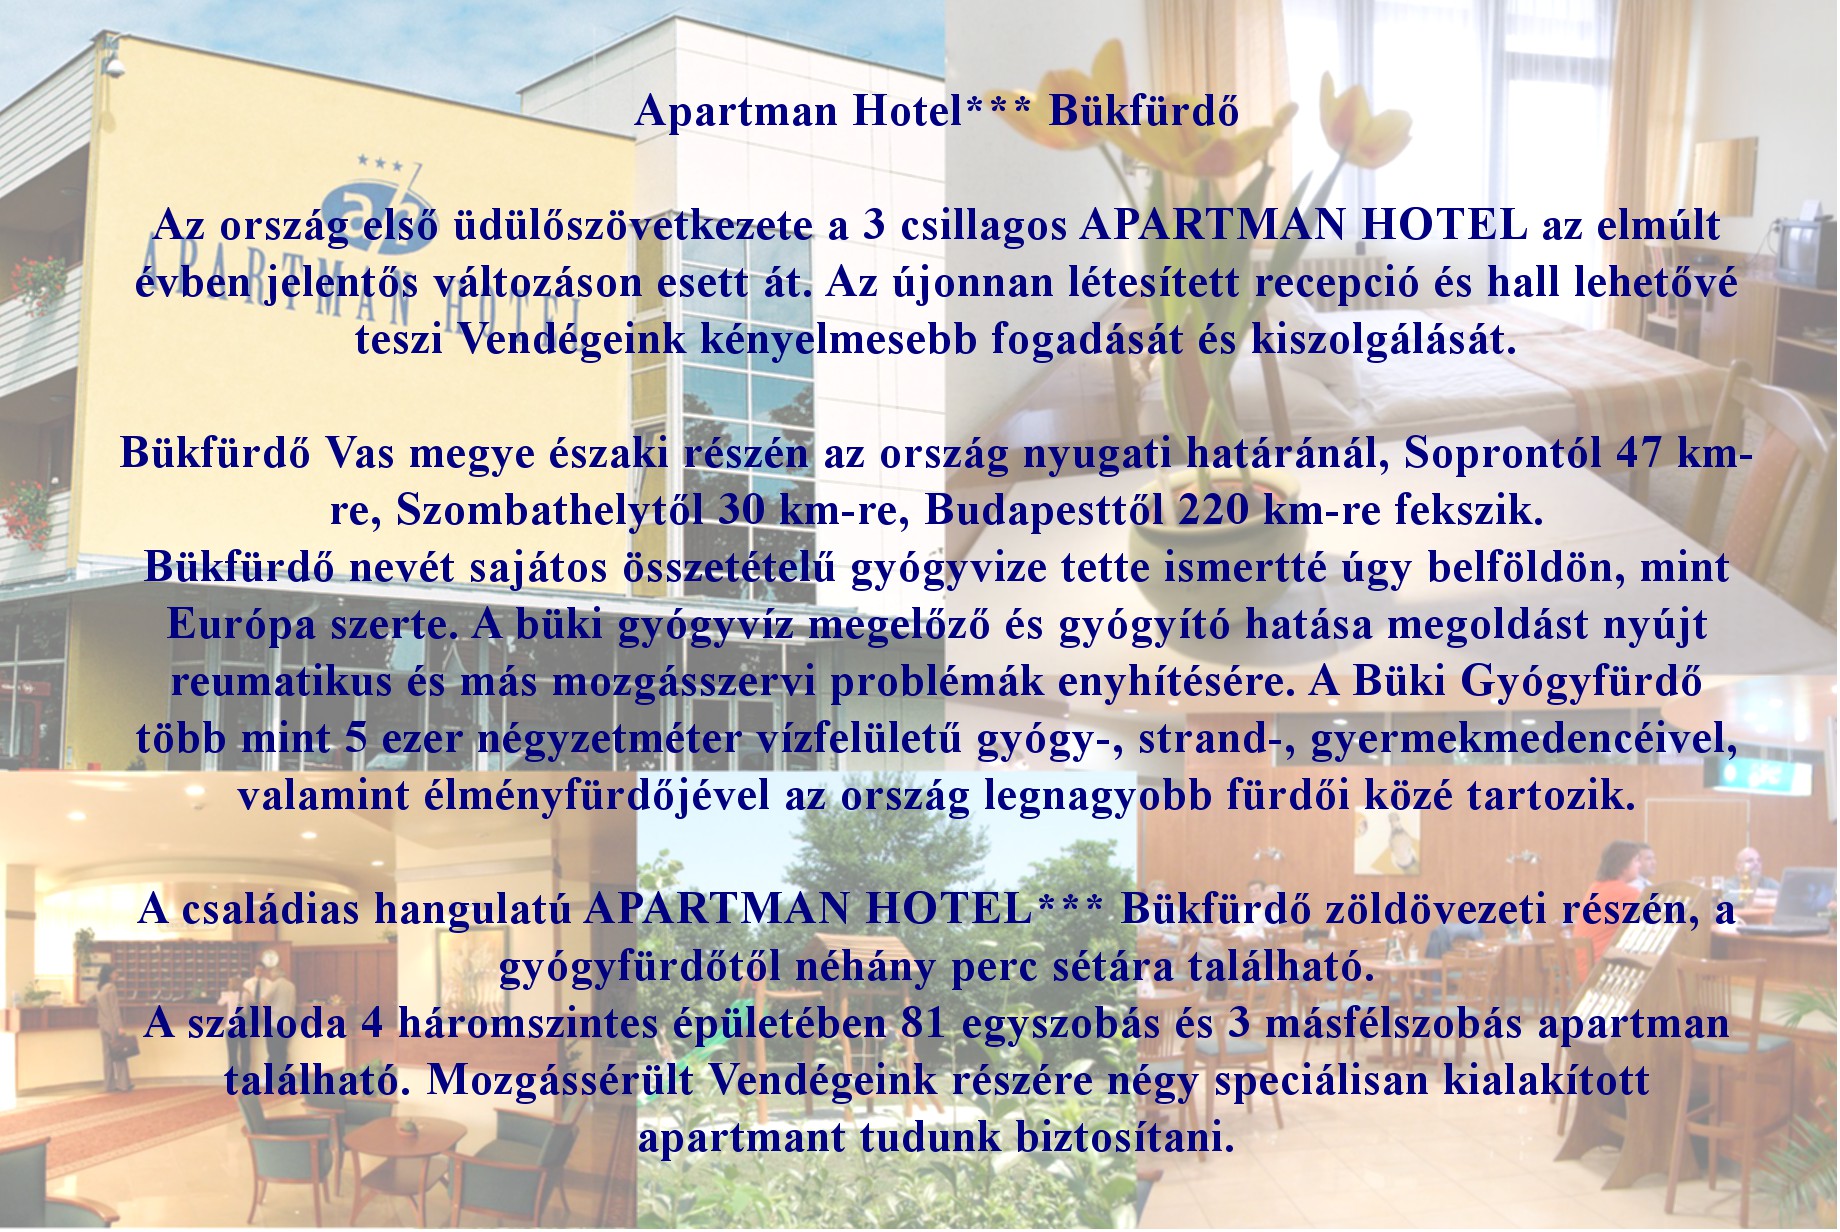 Apartman Hotel*** Bükfürdő
Az ország első üdülőszövetkezete a 3 csillagos APARTMAN HOTEL az elmúlt
évben jelentős változáson esett át. Az újonnan létesített recepció és hall lehetővé
teszi Vendégeink kényelmesebb fogadását és kiszolgálását.
Bükfürdő Vas megye északi részén az ország nyugati határánál, Soprontól 47 km-
re, Szombathelytől 30 km-re, Budapesttől 220 km-re fekszik.
Bükfürdő nevét sajátos összetételű gyógyvize tette ismertté úgy belföldön, mint
Európa szerte. A büki gyógyvíz megelőző és gyógyító hatása megoldást nyújt
reumatikus és más mozgásszervi problémák enyhítésére. A Büki Gyógyfürdő
több mint 5 ezer négyzetméter vízfelületű gyógy-, strand-, gyermekmedencéivel,
valamint élményfürdőjével az ország legnagyobb fürdői közé tartozik.
A családias hangulatú APARTMAN HOTEL*** Bükfürdő zöldövezeti részén, a
gyógyfürdőtől néhány perc sétára található.
A szálloda 4 háromszintes épületében 81 egyszobás és 3 másfélszobás apartman
található. Mozgássérült Vendégeink részére négy speciálisan kialakított
apartmant tudunk biztosítani.
ab
APARTMAN HOTEL